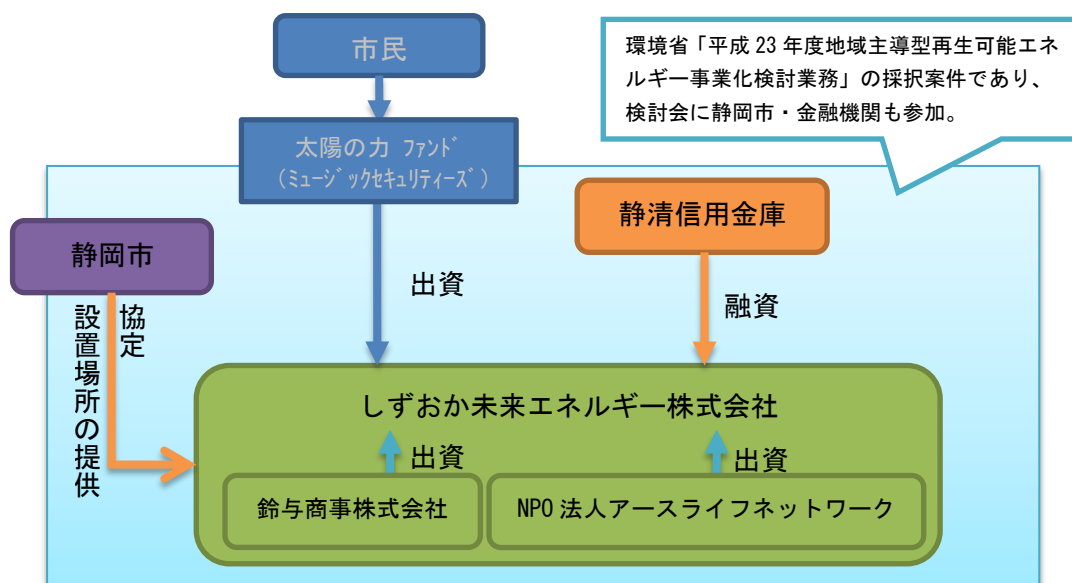 市民
環境省「平成 23 年度地域主導型再生可能エネ
ルギー事業化検討業務」の採択案件であり、
検討会に静岡市・金融機関も参加。
太陽の力 ﾌｧﾝﾄﾞ
（ﾐｭｰｼﾞｯｸｾｷｭﾘﾃｨｰｽﾞ）
静清信用金庫
静岡市
出資
融資
協定
設置場所の提供
しずおか未来エネルギー株式会社
出資
出資
鈴与商事株式会社
NPO 法人アースライフネットワーク